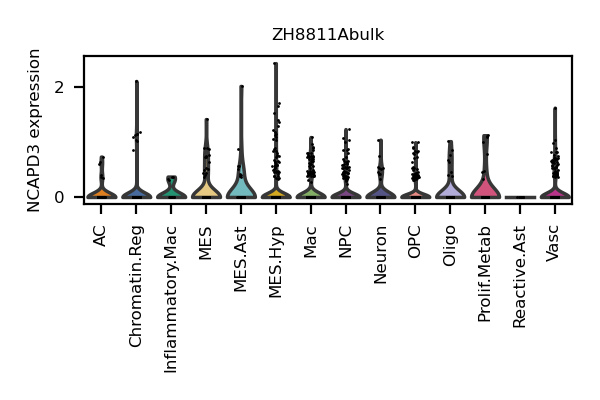 ZH8811Abulk
NCAPD3 expression
2
0
AC
Chromatin.Reg
Inflammatory.Mac
MES
MES.Ast
MES.Hyp
Mac
NPC
Neuron
OPC
Oligo
Prolif.Metab
Reactive.Ast
Vasc